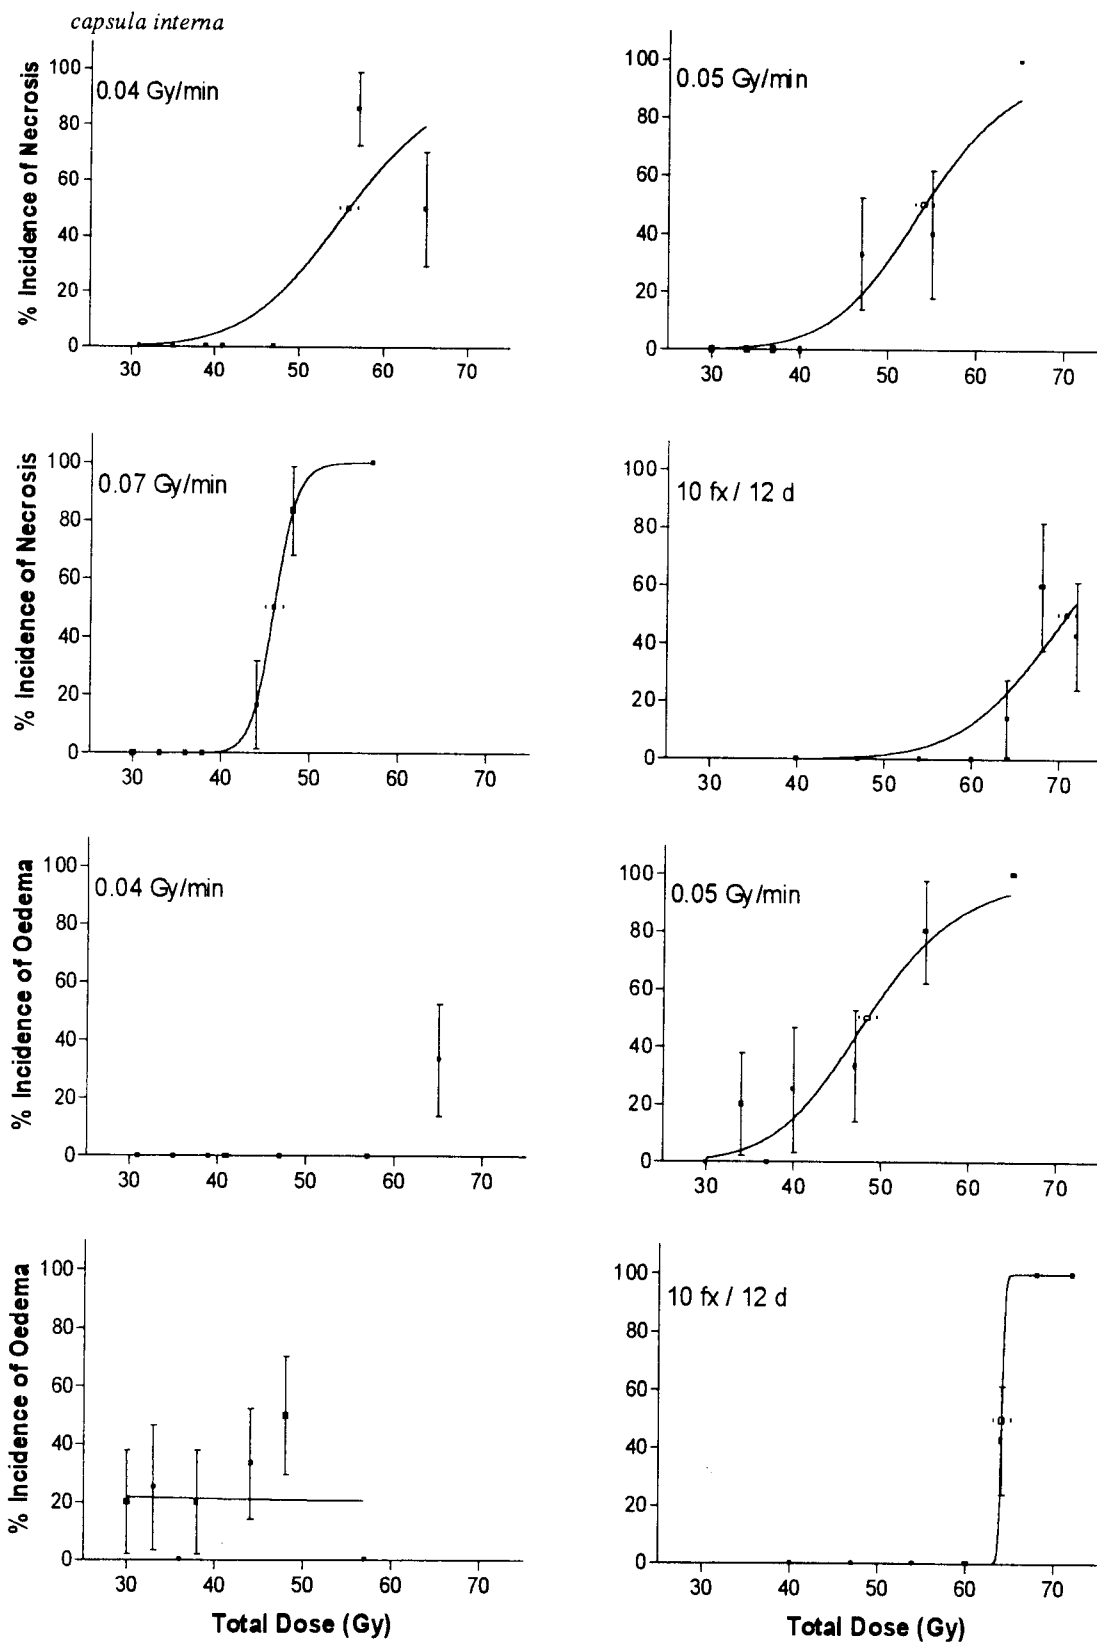 capsula interna
% Incidence of Necrosis
100
80
60
40
20
0
0.04 Gy/min
30 40 50 60 70
100
80
60
40
20
0
0.05 Gy/min
30 40 50 60 70
% Incidence of Necrosis
100
80
60
40
20
0
0.07 Gy/min
30 40 50 60 70
100
80
60
40
20
0
10 fx / 12 d
30 40 50 60 70
% Incidence of Oedema
100
80
60
40
20
0
0.04 Gy/min
30 40 50 60 70
100
80
60
40
20
0
0.05 Gy/min
30 40 50 60 70
% Incidence of Oedema
100
80
60
40
20
0
30 40 50 60 70
Total Dose (Gy)
100
80
60
40
20
0
10 fx / 12 d
30 40 50 60 70
Total Dose (Gy)